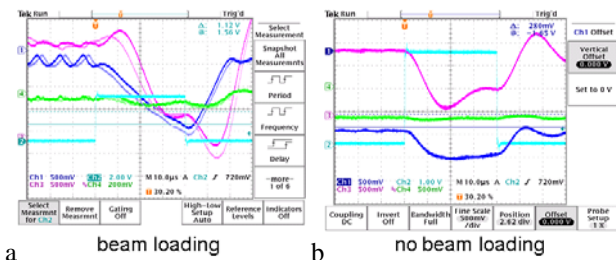 Tek Run
Trig'd
Δ: 1.12 V
@: 1.56 V
Select
Measurement
Snapshot
All
Measuremnts
Period
Frequency
Delay
-more-
1 of 6
Ch1 500mV
Ch2 2.00 V
M 10.0µs
A Ch2
720mV
Ch3 500mV
Ch4 200mV
30.20 %
Select
Measrmnt
for Ch2
Remove
Measrmnt
Gating
Off
High-Low
Setup
Auto
Reference
Levels
Indicators
Off
a
beam loading
Tek Run
Trig'd
Δ: 280mV
@: -1.65 V
Ch1 Offset
Vertical
Offset
0.000 V
Set to 0 V
Ch1 500mV
Ch2 1.00 V
M 10.0µs
A Ch2
720mV
Ch3 500mV
Ch4 500mV
30.20 %
Coupling
DC
Invert
Off
Bandwidth
Full
Fine Scale
500mV
/div
Position
2.62 div
Offset
0.000 V
Probe
Setup
1 X
b
no beam loading